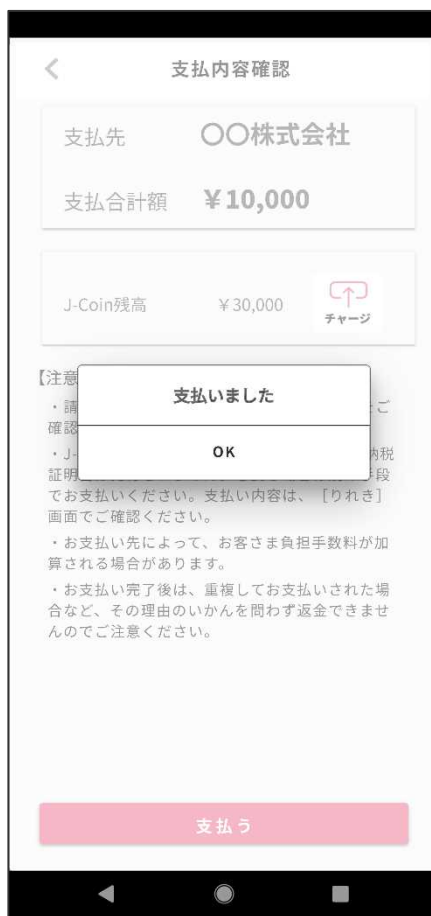 支払内容確認
支払先 〇〇株式会社
支払合計額 ¥10,000
J-Coin残高 ¥30,000
チャージ
【注意
・請
ご
確認
・J-
納税
証明
段
でお支払いください。支払い内容は、［りれき］
画面でご確認ください。
・お支払い先によって、お客さま負担手数料が加
算される場合があります。
・お支払い完了後は、重複してお支払いされた場
合など、その理由のいかんを問わず返金できませ
んのでご注意ください。
支払いました
OK
支払う